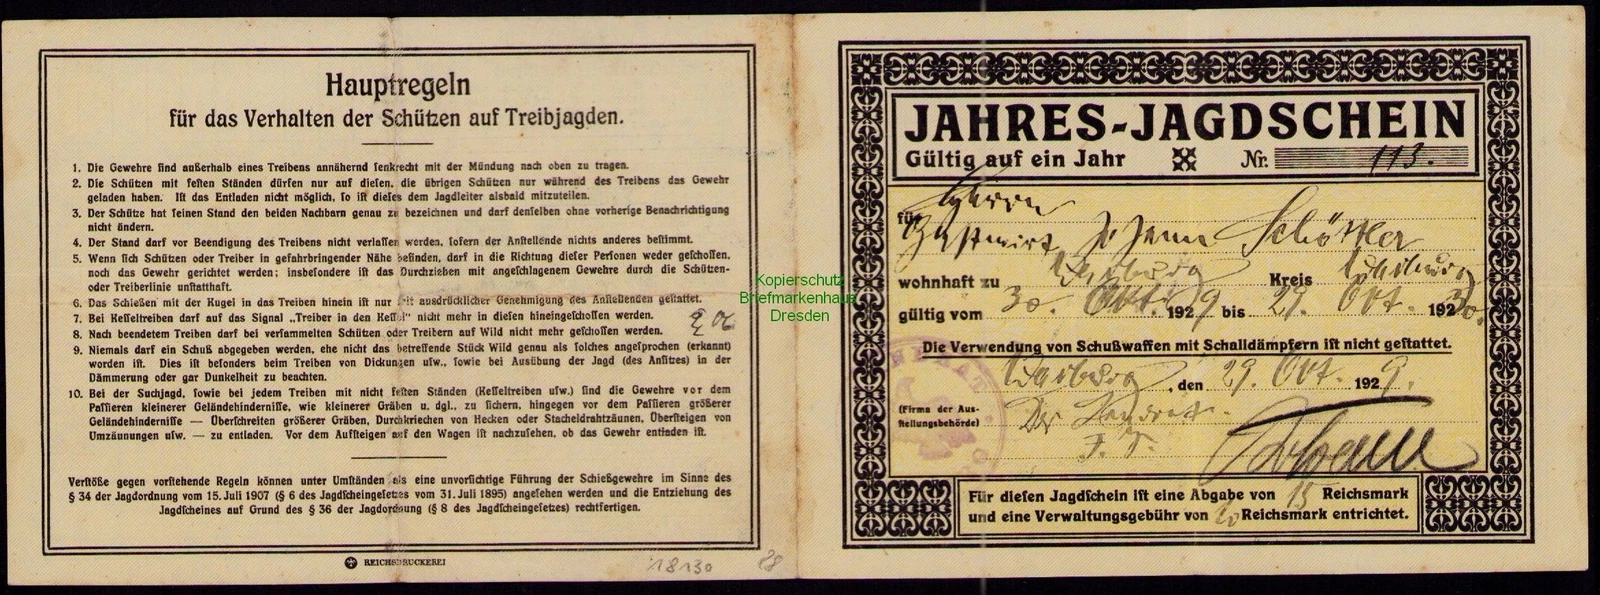 Hauptregeln
für das Verhalten der Schützen auf Treibjagden.
1. Die Gewehre sind außerhalb eines Treibens annähernd senkrecht mit der Mündung nach oben zu tragen.
2. Die Schützen mit festen Ständen dürfen nur auf diesen, die übrigen Schützen nur während des Treibens das Gewehr
geladen haben. Ist das Entladen nicht möglich, so ist dieses dem Jagdleiter alsbald mitzuteilen.
3. Der Schütze hat seinen Stand den beiden Nachbarn genau zu bezeichnen und darf denselben ohne vorherige Benachrichtigung
nicht ändern.
4. Der Stand darf vor Beendigung des Treibens nicht verlassen werden, sofern der Anstellende nichts anderes bestimmt.
5. Wenn sich Schützen oder Treiber in gefahrbringender Nähe befinden, darf in die Richtung dieser Personen weder geschossen,
noch das Gewehr gerichtet werden; insbesondere ist das Durchziehen mit angeschlagenem Gewehre durch die Schützen-
oder Treiberlinie unstatthaft.
6. Das Schießen mit der Kugel in das Treiben hinein ist nur mit ausdrücklicher Genehmigung des Anstellenden gestattet.
7. Bei Kesseltreiben darf auf das Signal „Treiber in den Kessel" nicht mehr in diesen hineingeschossen werden.
8. Nach beendetem Treiben darf bei versammelten Schützen oder Treibern auf Wild nicht mehr geschossen werden.
9. Niemals darf ein Schuß abgegeben werden, ehe nicht das betreffende Stück Wild genau als solches angesprochen (erkannt)
worden ist. Dies ist besonders beim Treiben von Dickungen usw., sowie bei Ausübung der Jagd (des Ansitzes) in der
Dämmerung oder gar Dunkelheit zu beachten.
10. Bei der Suchjagd, sowie bei jedem Treiben mit nicht festen Ständen (Kesseltreiben usw.) sind die Gewehre vor dem
Passieren kleinerer Geländehindernisse, wie kleinerer Gräben u. dgl., zu sichern, hingegen vor dem Passieren größerer
Geländehindernisse — Überschreiten größerer Gräben, Durchkriechen von Hecken oder Stacheldrahtzäunen, Übersteigen von
Umzäunungen usw. — zu entladen. Vor dem Aufsteigen auf den Wagen ist nachzusehen, ob das Gewehr entladen ist.
Verstöße gegen vorstehende Regeln können unter Umständen als eine unvorsichtige Führung der Schießgewehre im Sinne des
§ 34 der Jagdordnung vom 15. Juli 1907 (§ 6 des Jagdscheingesetzes vom 31. Juli 1895) angesehen werden und die Entziehung des
Jagdscheines auf Grund des § 36 der Jagdordnung (§ 8 des Jagdscheingesetzes) rechtfertigen.
REICHSDRUCKEREI
18130 88
Kopierschutz
Briefmarkenhaus
Dresden
JAHRES-JAGDSCHEIN
Gültig auf ein Jahr Nr. 113.
für Herrn
Gastwirt Johann
wohnhaft zu Kreis
gültig vom 30. Okt. 1929 bis 29. Okt. 1930.
Die Verwendung von Schußwaffen mit Schalldämpfern ist nicht gestattet.
, den 29. Okt. 1929.
(Firma der Aus-
stellungsbehörde) Der Landrat.
Für diesen Jagdschein ist eine Abgabe von 15 Reichsmark
und eine Verwaltungsgebühr von Reichsmark entrichtet.